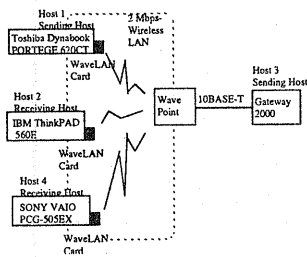 Host 1
Sending Host
Toshiba Dynabook
PORTEGE 620CT
WaveLAN
Card
2 Mbps-
Wireless
LAN
Host 2
Receiving Host
IBM ThinkPAD
560E
WaveLAN
Card
Wave
Point
10BASE-T
Host 3
Sending Host
Gateway
2000
Host 4
Receiving Host
SONY VAIO
PCG-505EX
WaveLAN
Card